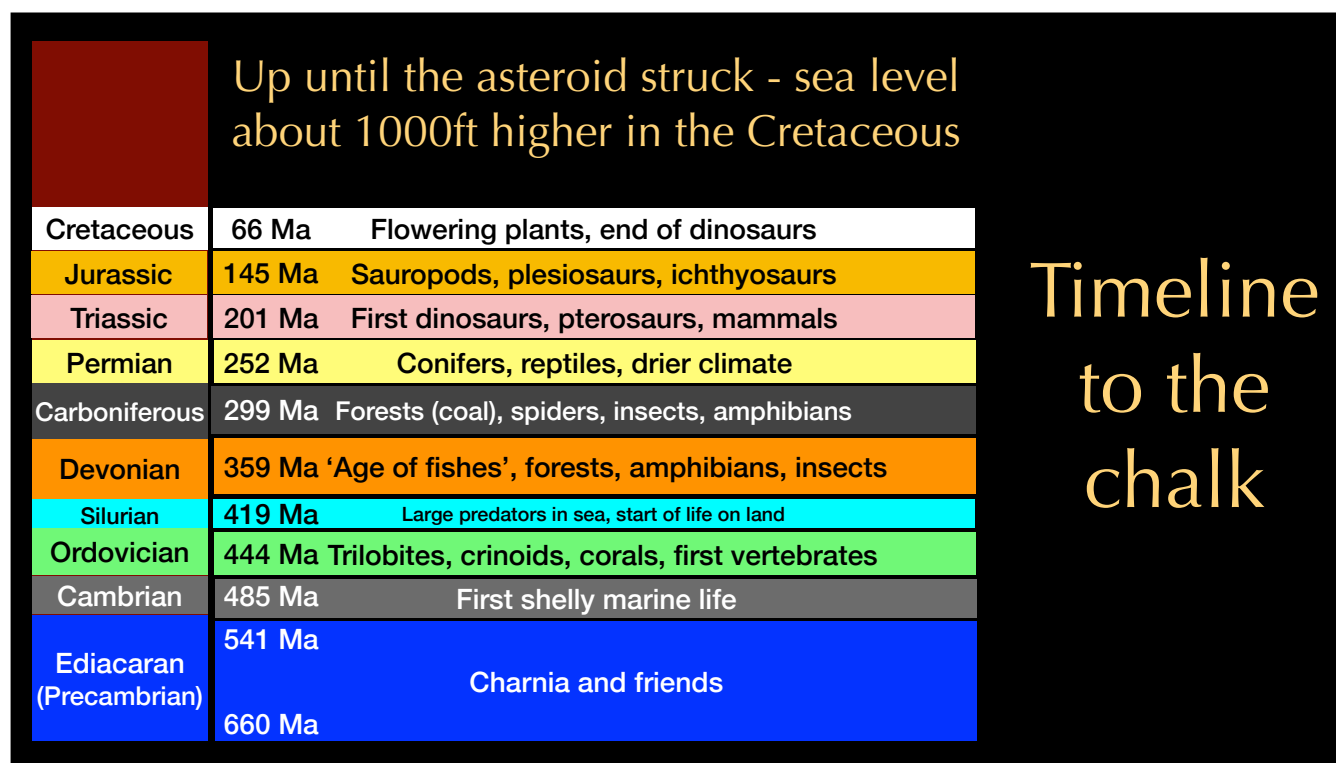 Up until the asteroid struck - sea level
about 1000ft higher in the Cretaceous
Cretaceous 66 Ma Flowering plants, end of dinosaurs
Jurassic 145 Ma Sauropods, plesiosaurs, ichthyosaurs
Triassic 201 Ma First dinosaurs, pterosaurs, mammals
Permian 252 Ma Conifers, reptiles, drier climate
Carboniferous 299 Ma Forests (coal), spiders, insects, amphibians
Devonian 359 Ma ‘Age of fishes’, forests, amphibians, insects
Silurian 419 Ma Large predators in sea, start of life on land
Ordovician 444 Ma Trilobites, crinoids, corals, first vertebrates
Cambrian 485 Ma First shelly marine life
541 Ma
Ediacaran
(Precambrian)
Charnia and friends
660 Ma
Timeline
to the
chalk